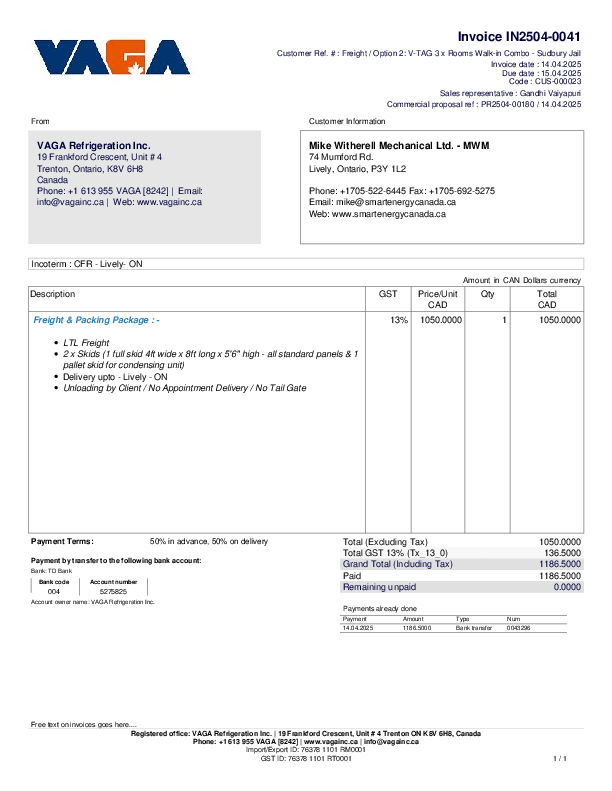 VAGA
Invoice IN2504-0041
Customer Ref. # : Freight / Option 2: V-TAG 3 x Rooms Walk-in Combo - Sudbury Jail
Invoice date : 14.04.2025
Due date : 15.04.2025
Code : CUS-000023
Sales representative : Gandhi Vaiyapuri
Commercial proposal ref : PR2504-00180 / 14.04.2025
From
VAGA Refrigeration Inc.
19 Frankford Crescent, Unit # 4
Trenton, Ontario, K8V 6H8
Canada
Phone: +1 613 955 VAGA [8242] | Email:
info@vagainc.ca | Web: www.vagainc.ca
Customer Information
Mike Witherell Mechanical Ltd. - MWM
74 Mumford Rd.
Lively, Ontario, P3Y 1L2
Phone: +1705-522-6445 Fax: +1705-692-5275
Email: mike@smartenergycanada.ca
Web: www.smartenergycanada.ca
Incoterm : CFR - Lively- ON
Amount in CAN Dollars currency
Description GST Price/Unit CAD Qty Total CAD
Freight & Packing Package : - 13% 1050.0000 1 1050.0000
• LTL Freight
• 2 x Skids (1 full skid 4ft wide x 8ft long x 5'6" high - all standard panels & 1
pallet skid for condensing unit)
• Delivery upto - Lively - ON
• Unloading by Client / No Appointment Delivery / No Tail Gate
Payment Terms: 50% in advance, 50% on delivery
Payment by transfer to the following bank account:
Bank: TD Bank
Bank code Account number
004 5275825
Account owner name: VAGA Refrigeration Inc.
Total (Excluding Tax) 1050.0000
Total GST 13% (Tx_13_0) 136.5000
Grand Total (Including Tax) 1186.5000
Paid 1186.5000
Remaining unpaid 0.0000
Payments already done
Payment Amount Type Num
14.04.2025 1186.5000 Bank transfer 0043296
Free text on invoices goes here....
Registered office: VAGA Refrigeration Inc. | 19 Frankford Crescent, Unit # 4 Trenton ON K8V 6H8, Canada
Phone: +1 613 955 VAGA [8242] | www.vagainc.ca | info@vagainc.ca
Import/Export ID: 76378 1101 RM0001
GST ID: 76378 1101 RT0001
1 / 1